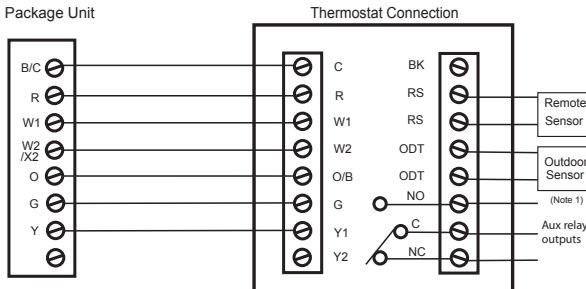 Package Unit
Thermostat Connection
B/C
R
W1
W2
/X2
O
G
Y
C
R
W1
W2
O/B
G
Y1
Y2
BK
RS
RS
ODT
ODT
NO
C
NC
Remote
Sensor
Outdoor
Sensor
(Note 1)
Aux relay
outputs